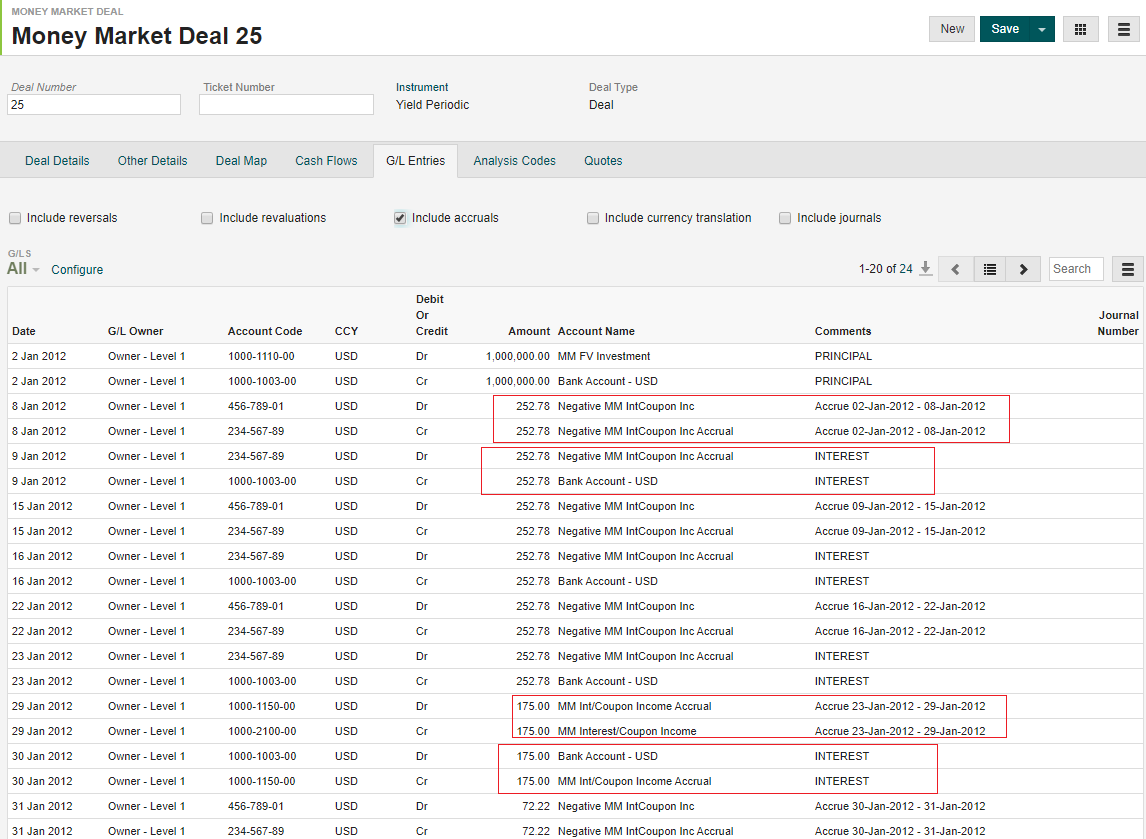 MONEY MARKET DEAL
Money Market Deal 25
New Save
Deal Number Ticket Number Instrument Deal Type
25 Yield Periodic Deal
Deal Details Other Details Deal Map Cash Flows G/L Entries Analysis Codes Quotes
Include reversals Include revaluations Include accruals Include currency translation Include journals
G/LS
All Configure 1-20 of 24 Search
Debit
Or Journal
Date G/L Owner Account Code CCY Credit Amount Account Name Comments Number
2 Jan 2012 Owner - Level 1 1000-1110-00 USD Dr 1,000,000.00 MM FV Investment PRINCIPAL
2 Jan 2012 Owner - Level 1 1000-1003-00 USD Cr 1,000,000.00 Bank Account - USD PRINCIPAL
8 Jan 2012 Owner - Level 1 456-789-01 USD Dr 252.78 Negative MM IntCoupon Inc Accrue 02-Jan-2012 - 08-Jan-2012
8 Jan 2012 Owner - Level 1 234-567-89 USD Cr 252.78 Negative MM IntCoupon Inc Accrual Accrue 02-Jan-2012 - 08-Jan-2012
9 Jan 2012 Owner - Level 1 234-567-89 USD Dr 252.78 Negative MM IntCoupon Inc Accrual INTEREST
9 Jan 2012 Owner - Level 1 1000-1003-00 USD Cr 252.78 Bank Account - USD INTEREST
15 Jan 2012 Owner - Level 1 456-789-01 USD Dr 252.78 Negative MM IntCoupon Inc Accrue 09-Jan-2012 - 15-Jan-2012
15 Jan 2012 Owner - Level 1 234-567-89 USD Cr 252.78 Negative MM IntCoupon Inc Accrual Accrue 09-Jan-2012 - 15-Jan-2012
16 Jan 2012 Owner - Level 1 234-567-89 USD Dr 252.78 Negative MM IntCoupon Inc Accrual INTEREST
16 Jan 2012 Owner - Level 1 1000-1003-00 USD Cr 252.78 Bank Account - USD INTEREST
22 Jan 2012 Owner - Level 1 456-789-01 USD Dr 252.78 Negative MM IntCoupon Inc Accrue 16-Jan-2012 - 22-Jan-2012
22 Jan 2012 Owner - Level 1 234-567-89 USD Cr 252.78 Negative MM IntCoupon Inc Accrual Accrue 16-Jan-2012 - 22-Jan-2012
23 Jan 2012 Owner - Level 1 234-567-89 USD Dr 252.78 Negative MM IntCoupon Inc Accrual INTEREST
23 Jan 2012 Owner - Level 1 1000-1003-00 USD Cr 252.78 Bank Account - USD INTEREST
29 Jan 2012 Owner - Level 1 1000-1150-00 USD Dr 175.00 MM Int/Coupon Income Accrual Accrue 23-Jan-2012 - 29-Jan-2012
29 Jan 2012 Owner - Level 1 1000-2100-00 USD Cr 175.00 MM Interest/Coupon Income Accrue 23-Jan-2012 - 29-Jan-2012
30 Jan 2012 Owner - Level 1 1000-1003-00 USD Dr 175.00 Bank Account - USD INTEREST
30 Jan 2012 Owner - Level 1 1000-1150-00 USD Cr 175.00 MM Int/Coupon Income Accrual INTEREST
31 Jan 2012 Owner - Level 1 456-789-01 USD Dr 72.22 Negative MM IntCoupon Inc Accrue 30-Jan-2012 - 31-Jan-2012
31 Jan 2012 Owner - Level 1 234-567-89 USD Cr 72.22 Negative MM IntCoupon Inc Accrual Accrue 30-Jan-2012 - 31-Jan-2012